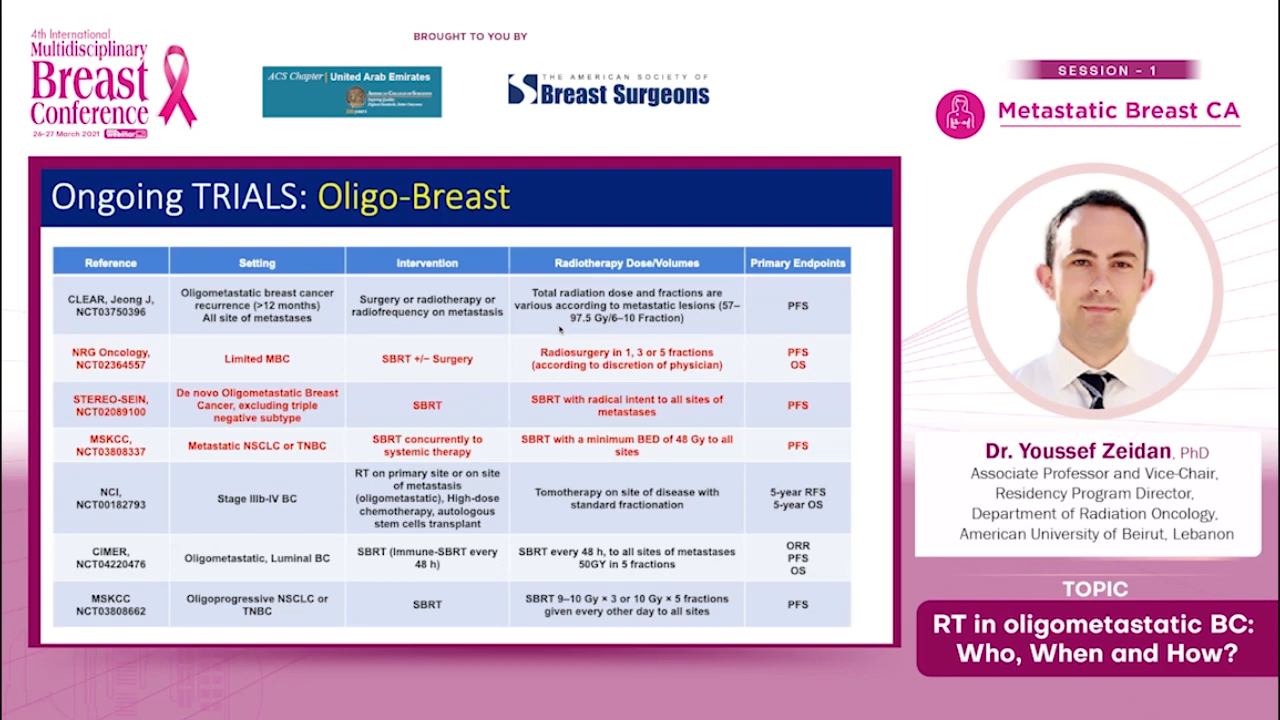 4th International
Multidisciplinary
Breast
Conference
26-27 March 2021
BROUGHT TO YOU BY
ACS Chapter | United Arab Emirates
AMERICAN COLLEGE OF SURGEONS
THE AMERICAN SOCIETY OF
Breast Surgeons
SESSION - 1
Metastatic Breast CA
Ongoing TRIALS: Oligo-Breast
Reference
Setting
Intervention
Radiotherapy Dose/Volumes
Primary Endpoints
CLEAR, Jeong J,
NCT03750396
Oligometastatic breast cancer
recurrence (>12 months)
All site of metastases
Surgery or radiotherapy or
radiofrequency on metastasis
Total radiation dose and fractions are
various according to metastatic lesions (57–
97.5 Gy/6–10 Fraction)
PFS
NRG Oncology,
NCT02364557
Limited MBC
SBRT +/− Surgery
Radiosurgery in 1, 3 or 5 fractions
(according to discretion of physician)
PFS
OS
STEREO-SEIN,
NCT02089100
De novo Oligometastatic Breast
Cancer, excluding triple
negative subtype
SBRT
SBRT with radical intent to all sites of
metastases
PFS
MSKCC,
NCT03808337
Metastatic NSCLC or TNBC
SBRT concurrently to
systemic therapy
SBRT with a minimum BED of 48 Gy to all
sites
PFS
NCI,
NCT00182793
Stage IIIb-IV BC
RT on primary site or on site
of metastasis
(oligometastatic), High-dose
chemotherapy, autologous
stem cells transplant
Tomotherapy on site of disease with
standard fractionation
5-year RFS
5-year OS
CIMER,
NCT04220476
Oligometastatic, Luminal BC
SBRT (Immune-SBRT every
48 h)
SBRT every 48 h, to all sites of metastases
50GY in 5 fractions
ORR
PFS
OS
MSKCC
NCT03808662
Oligoprogressive NSCLC or
TNBC
SBRT
SBRT 9–10 Gy × 3 or 10 Gy × 5 fractions
given every other day to all sites
PFS
Dr. Youssef Zeidan, PhD
Associate Professor and Vice-Chair,
Residency Program Director,
Department of Radiation Oncology,
American University of Beirut, Lebanon
TOPIC
RT in oligometastatic BC:
Who, When and How?